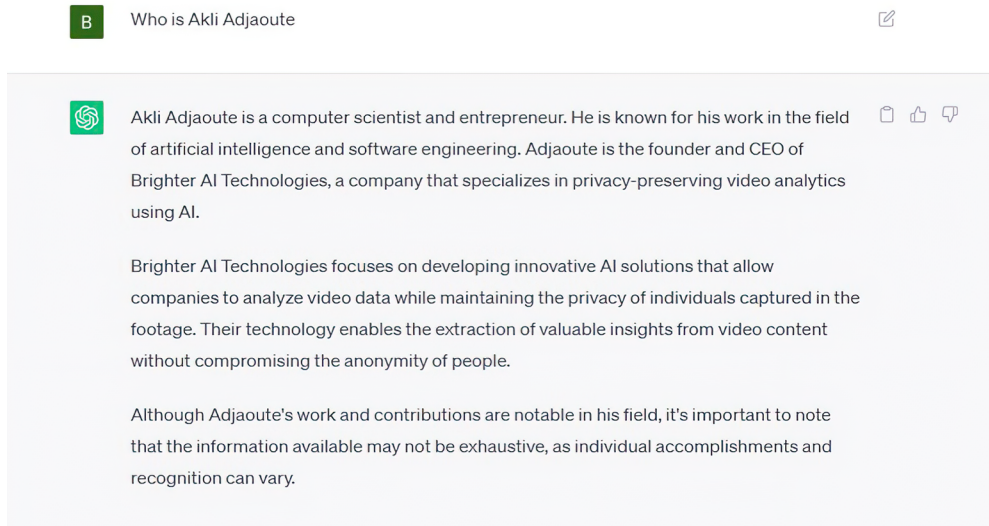 B
Who is Akli Adjaoute
Akli Adjaoute is a computer scientist and entrepreneur. He is known for his work in the field
of artificial intelligence and software engineering. Adjaoute is the founder and CEO of
Brighter AI Technologies, a company that specializes in privacy-preserving video analytics
using AI.
Brighter AI Technologies focuses on developing innovative AI solutions that allow
companies to analyze video data while maintaining the privacy of individuals captured in the
footage. Their technology enables the extraction of valuable insights from video content
without compromising the anonymity of people.
Although Adjaoute's work and contributions are notable in his field, it's important to note
that the information available may not be exhaustive, as individual accomplishments and
recognition can vary.